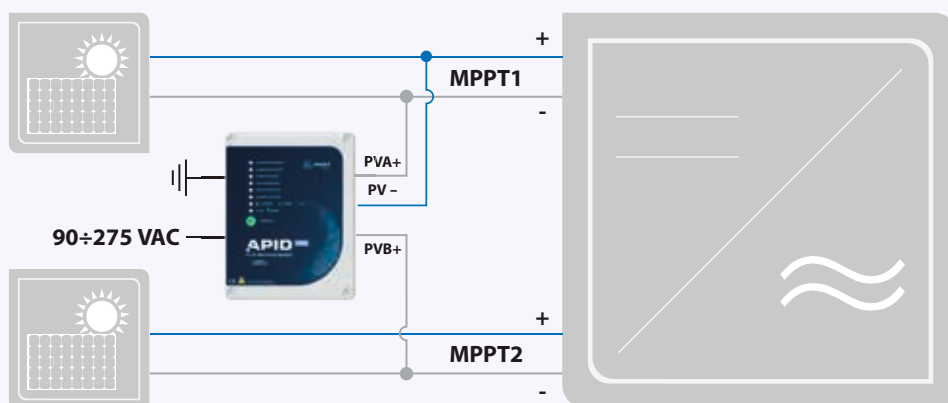 +
MPPT1
-
PVA+
PV –
90÷275 VAC
APID
PVB+
+
MPPT2
-